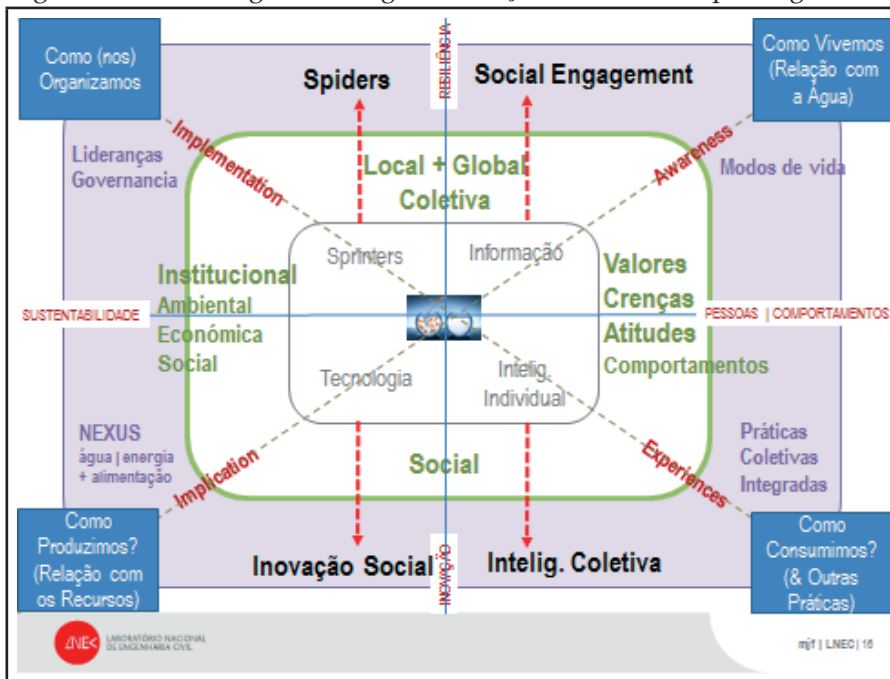 Como (nos)
Organizamos
Spiders
RESILIÊNCIA
Social Engagement
Como Vivemos
(Relação com
a Água)
Implementation
Awareness
Lideranças
Governancia
Local + Global
Coletiva
Modos de vida
Sprinters
Informação
Institucional
Ambiental
Económica
Social
Valores
Crenças
Atitudes
Comportamentos
SUSTENTABILIDADE
PESSOAS | COMPORTAMENTOS
Tecnologia
Intelig.
Individual
NEXUS
água | energia
+ alimentação
Implication
Social
Experiences
Práticas
Coletivas
Integradas
Como
Produzimos?
(Relação com
os Recursos)
Inovação Social
INOVAÇÃO
Intelig. Coletiva
Como
Consumimos?
(& Outras
Práticas)
LNEC
LABORATÓRIO NACIONAL
DE ENGENHARIA CIVIL
mjf | LNEC | 16